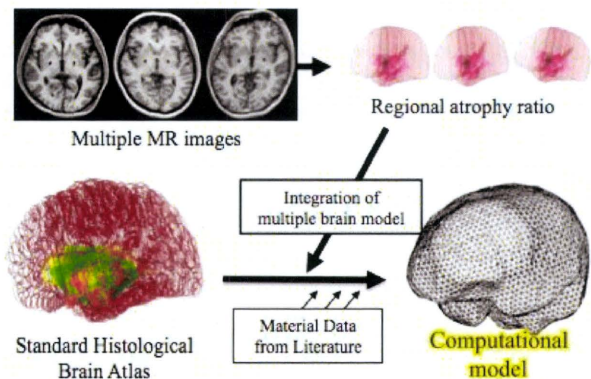 Multiple MR images
Regional atrophy ratio
Integration of
multiple brain model
Material Data
from Literature
Standard Histological
Brain Atlas
Computational
model